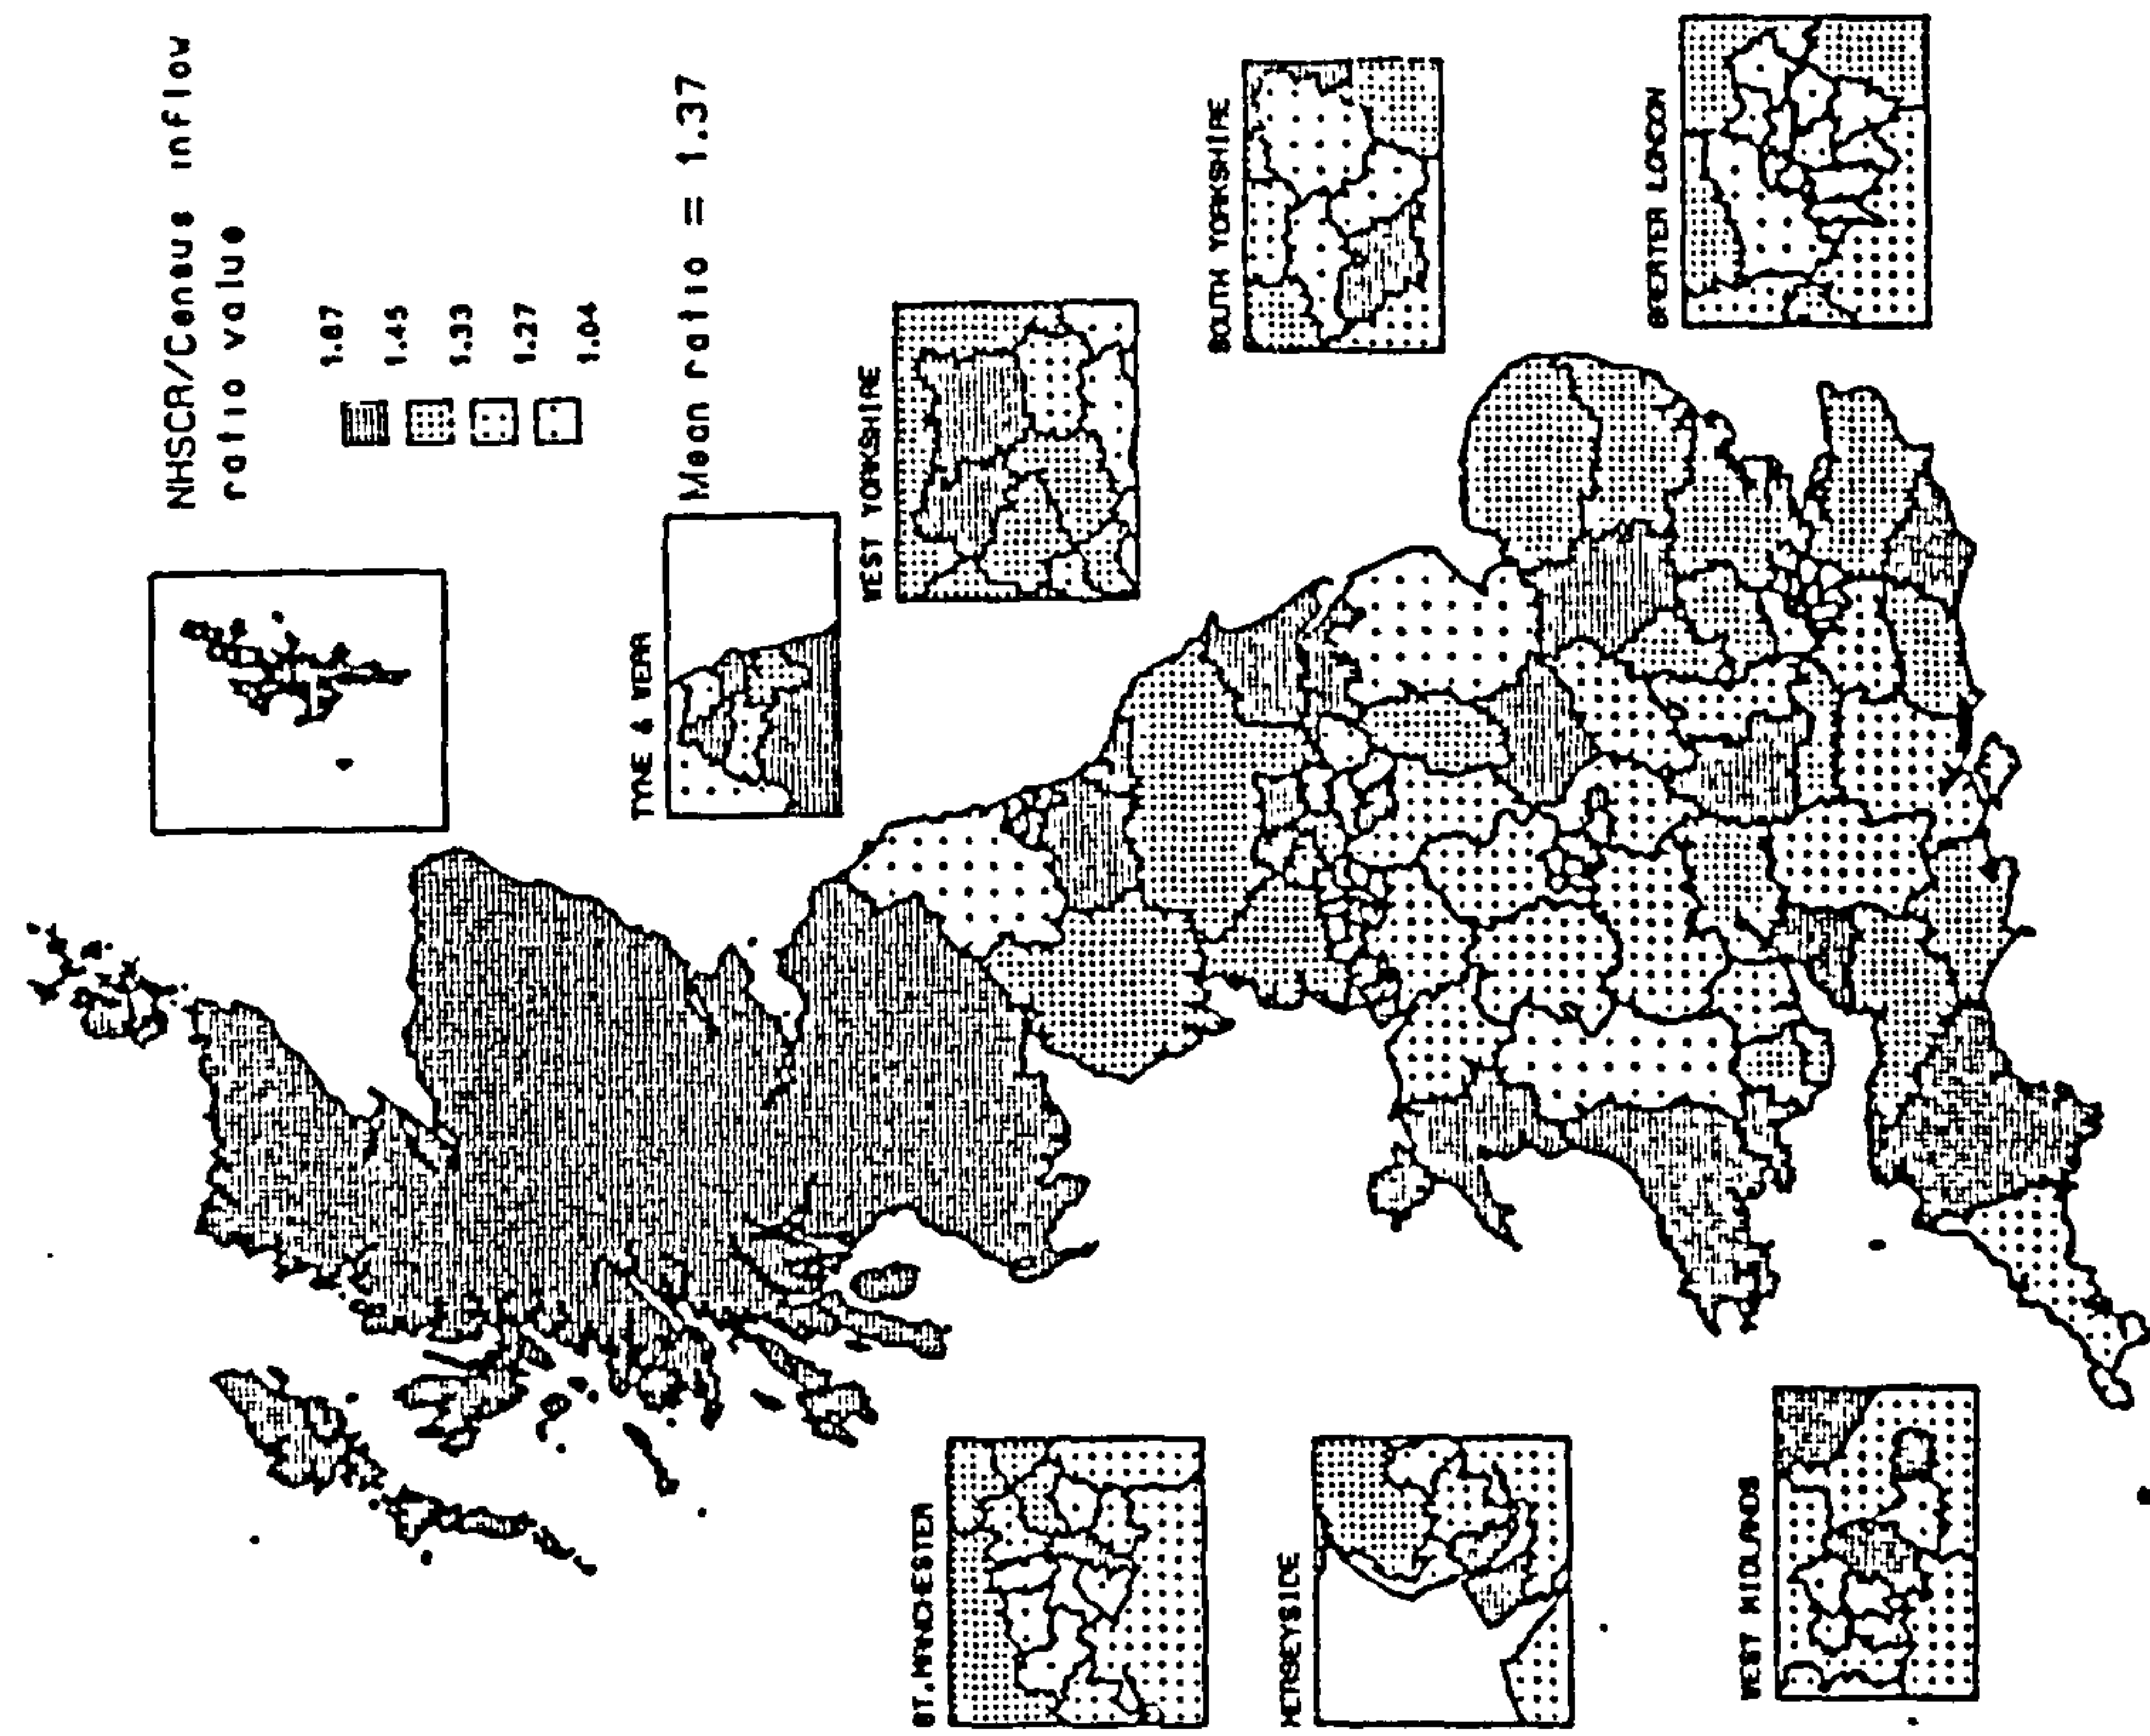 NHSCR/Census inflow
ratio value
1.87
1.45
1.33
1.27
1.04
Mean ratio = 1.37
TYNE & WEAR
WEST YORKSHIRE
SOUTH YORKSHIRE
GREATER LONDON
GT.MANCHESTER
MERSEYSIDE
WEST MIDLANDS